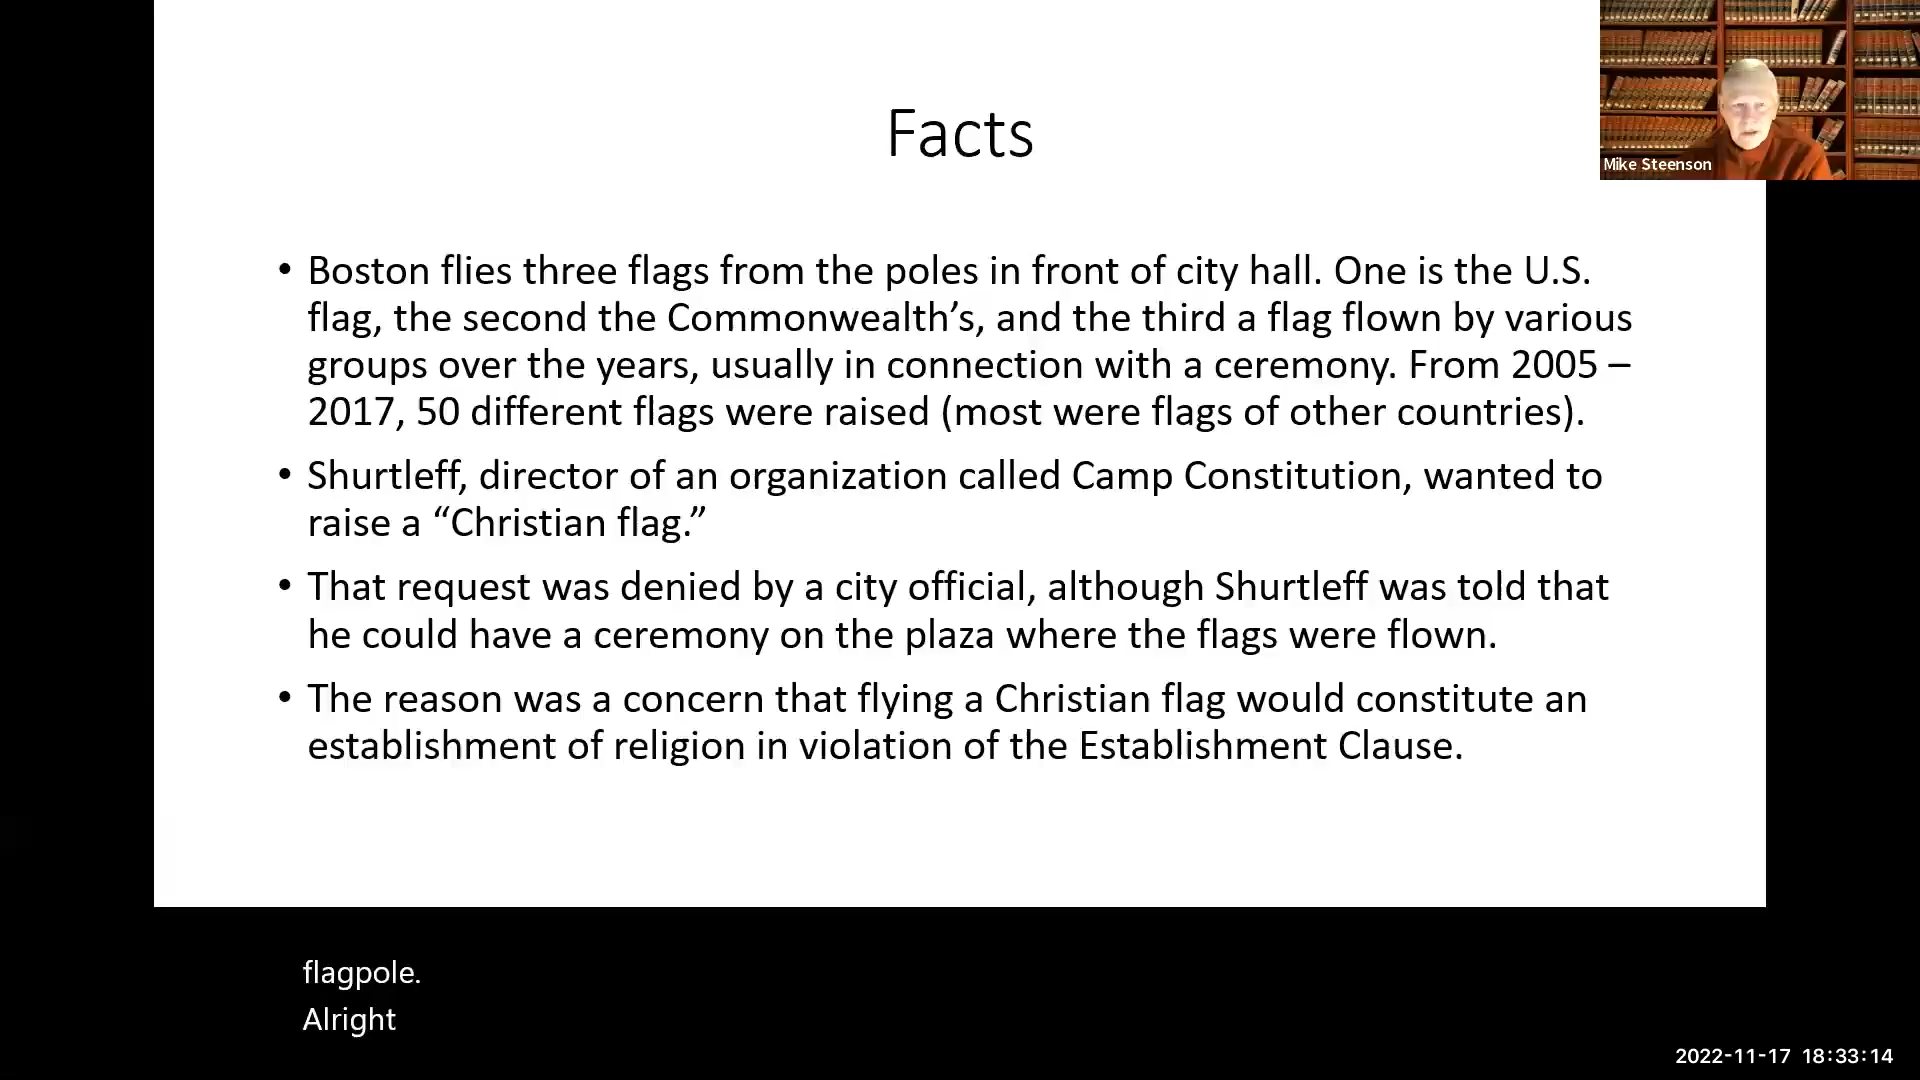 Facts
Mike Steenson
• Boston flies three flags from the poles in front of city hall. One is the U.S.
flag, the second the Commonwealth’s, and the third a flag flown by various
groups over the years, usually in connection with a ceremony. From 2005 –
2017, 50 different flags were raised (most were flags of other countries).
• Shurtleff, director of an organization called Camp Constitution, wanted to
raise a “Christian flag.”
• That request was denied by a city official, although Shurtleff was told that
he could have a ceremony on the plaza where the flags were flown.
• The reason was a concern that flying a Christian flag would constitute an
establishment of religion in violation of the Establishment Clause.
flagpole.
Alright
2022-11-17 18:33:14